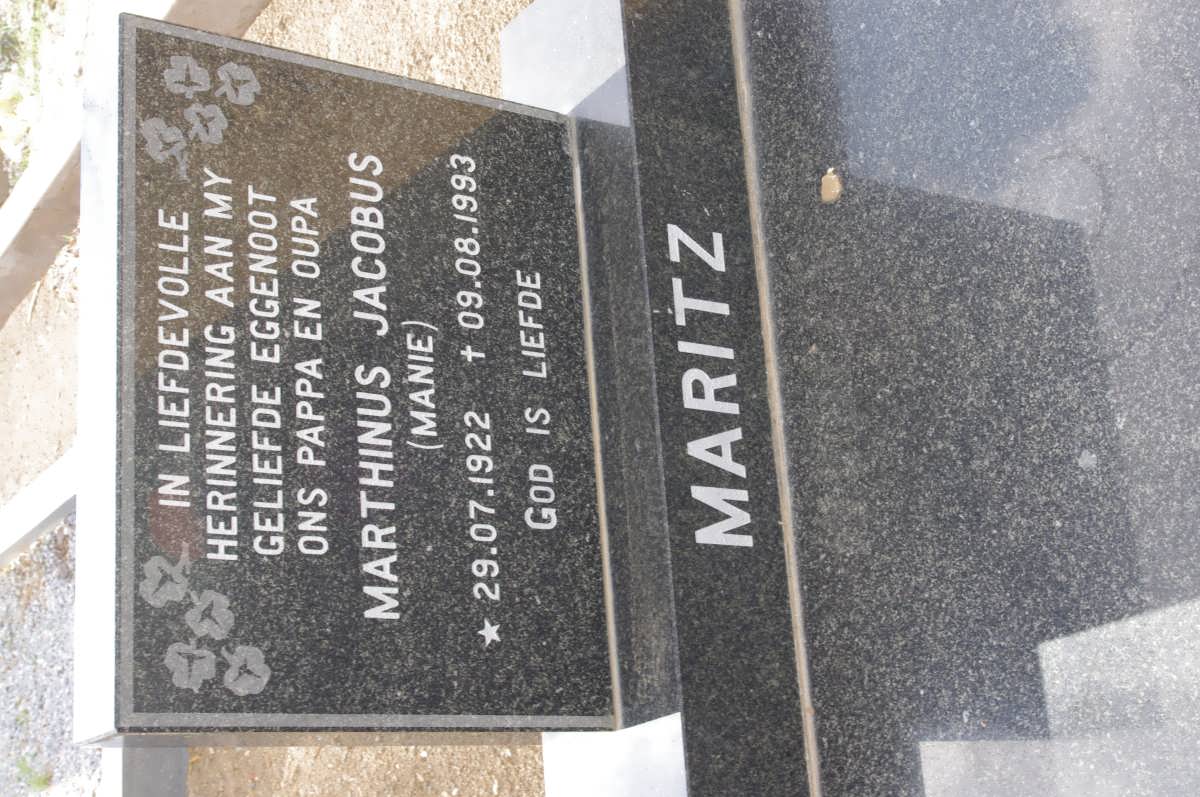 IN LIEFDEVOLLE
HERINNERING AAN MY
GELIEFDE EGGENOOT
ONS PAPPA EN OUPA
MARTHINUS JACOBUS
(MANIE)
★ 29.07.1922 ✝ 09.08.1993
GOD IS LIEFDE
MARITZ